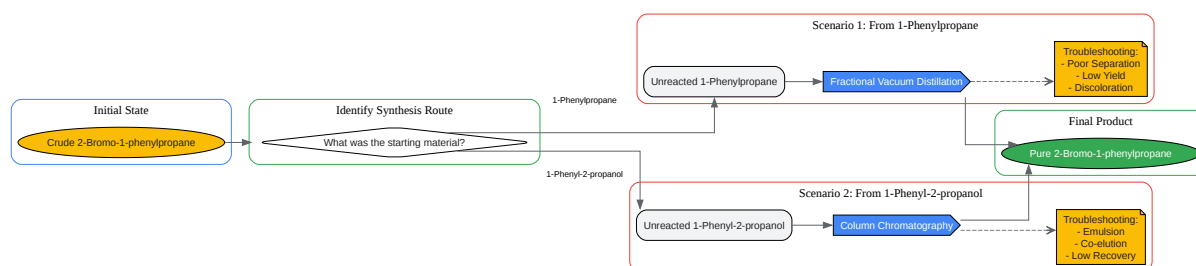 Scenario 1: From 1-Phenylpropane
Unreacted 1-Phenylpropane
Fractional Vacuum Distillation
Troubleshooting:
- Poor Separation
- Low Yield
- Discoloration
Initial State
Crude 2-Bromo-1-phenylpropane
Identify Synthesis Route
What was the starting material?
1-Phenylpropane
1-Phenyl-2-propanol
Final Product
Pure 2-Bromo-1-phenylpropane
Scenario 2: From 1-Phenyl-2-propanol
Unreacted 1-Phenyl-2-propanol
Column Chromatography
Troubleshooting:
- Emulsion
- Co-elution
- Low Recovery